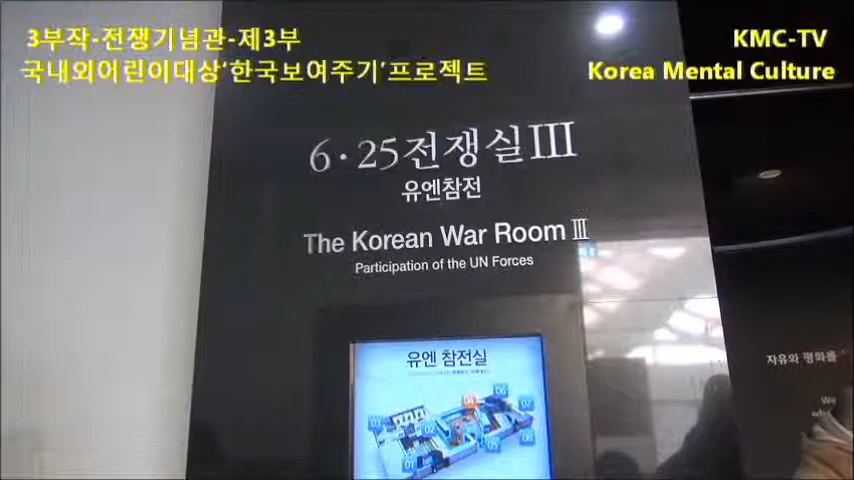 3부작-전쟁기념관-제3부
국내외어린이대상'한국보여주기'프로젝트
KMC-TV
Korea Mental Culture
6·25전쟁실Ⅲ
유엔참전
The Korean War Room Ⅲ
Participation of the UN Forces
유엔 참전실
자유와 평화를
We